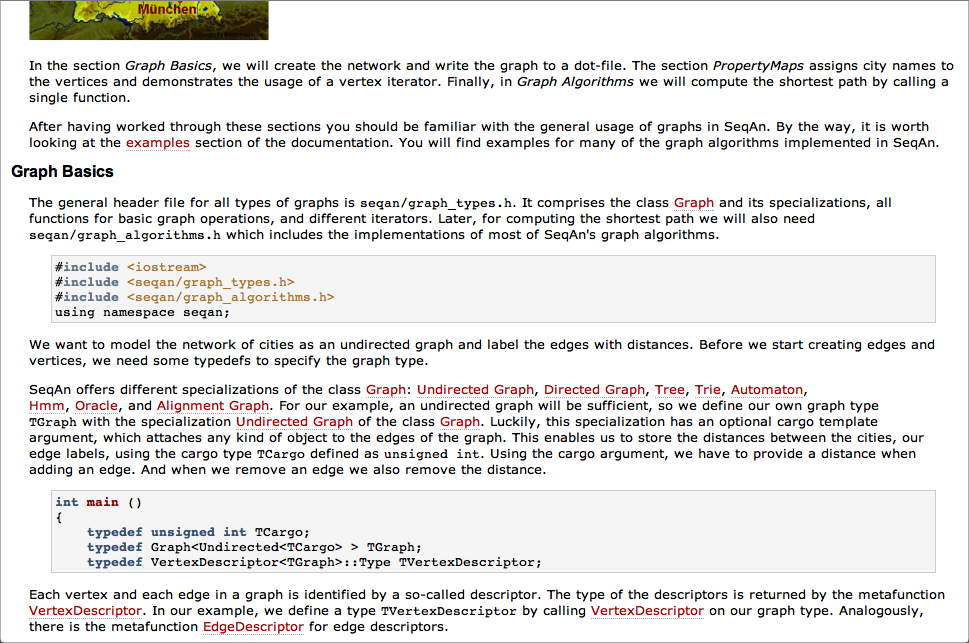 München
In the section Graph Basics, we will create the network and write the graph to a dot-file. The section PropertyMaps assigns city names to
the vertices and demonstrates the usage of a vertex iterator. Finally, in Graph Algorithms we will compute the shortest path by calling a
single function.
After having worked through these sections you should be familiar with the general usage of graphs in SeqAn. By the way, it is worth
looking at the examples section of the documentation. You will find examples for many of the graph algorithms implemented in SeqAn.
Graph Basics
The general header file for all types of graphs is seqan/graph_types.h. It comprises the class Graph and its specializations, all
functions for basic graph operations, and different iterators. Later, for computing the shortest path we will also need
seqan/graph_algorithms.h which includes the implementations of most of SeqAn's graph algorithms.
#include <iostream>
#include <seqan/graph_types.h>
#include <seqan/graph_algorithms.h>
using namespace seqan;
We want to model the network of cities as an undirected graph and label the edges with distances. Before we start creating edges and
vertices, we need some typedefs to specify the graph type.
SeqAn offers different specializations of the class Graph: Undirected Graph, Directed Graph, Tree, Trie, Automaton,
Hmm, Oracle, and Alignment Graph. For our example, an undirected graph will be sufficient, so we define our own graph type
TGraph with the specialization Undirected Graph of the class Graph. Luckily, this specialization has an optional cargo template
argument, which attaches any kind of object to the edges of the graph. This enables us to store the distances between the cities, our
edge labels, using the cargo type TCargo defined as unsigned int. Using the cargo argument, we have to provide a distance when
adding an edge. And when we remove an edge we also remove the distance.
int main ()
{
typedef unsigned int TCargo;
typedef Graph<Undirected<TCargo> > TGraph;
typedef VertexDescriptor<TGraph>::Type TVertexDescriptor;
Each vertex and each edge in a graph is identified by a so-called descriptor. The type of the descriptors is returned by the metafunction
VertexDescriptor. In our example, we define a type TVertexDescriptor by calling VertexDescriptor on our graph type. Analogously,
there is the metafunction EdgeDescriptor for edge descriptors.